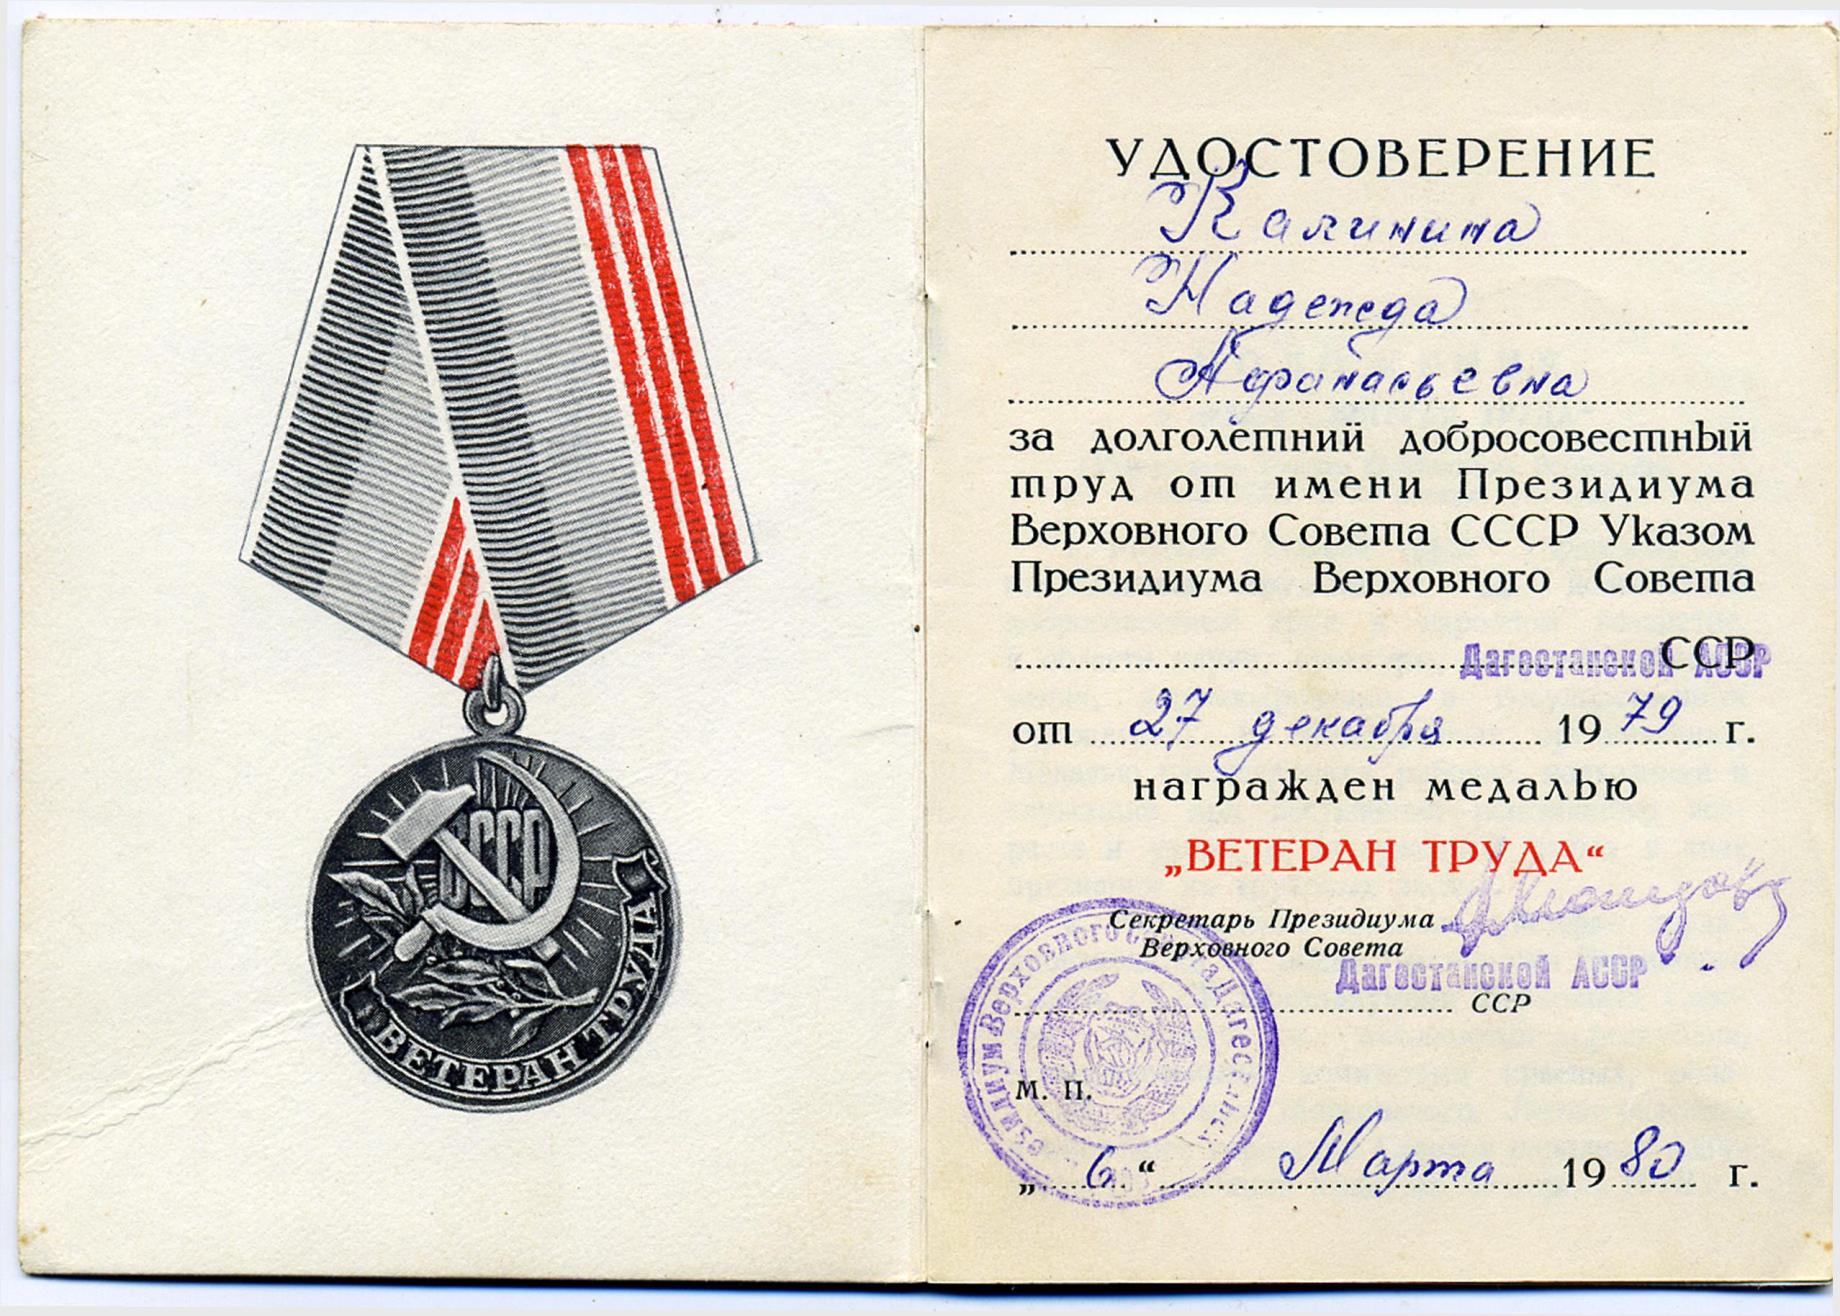 СССР
ВЕТЕРАН ТРУДА
УДОСТОВЕРЕНИЕ
Калинина
Надежда
Афанасьевна
за долголетний добросовестный
труд от имени Президиума
Верховного Совета СССР Указом
Президиума Верховного Совета
Дагестанской АССР ССР
от 27 декабря 1979 г.
награжден медалью
„ВЕТЕРАН ТРУДА“
Секретарь Президиума
Верховного Совета
Дагестанской АССР
ССР
М. П.
„6“ Марта 1980 г.